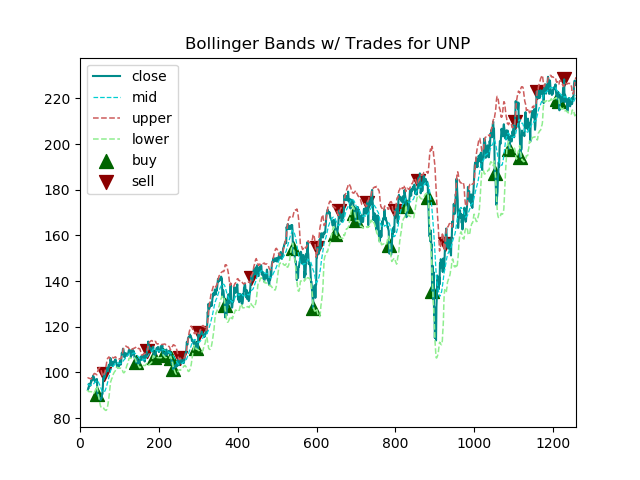 Bollinger Bands w/ Trades for UNP
close
mid
upper
lower
buy
sell
220
200
180
160
140
120
100
80
0 200 400 600 800 1000 1200